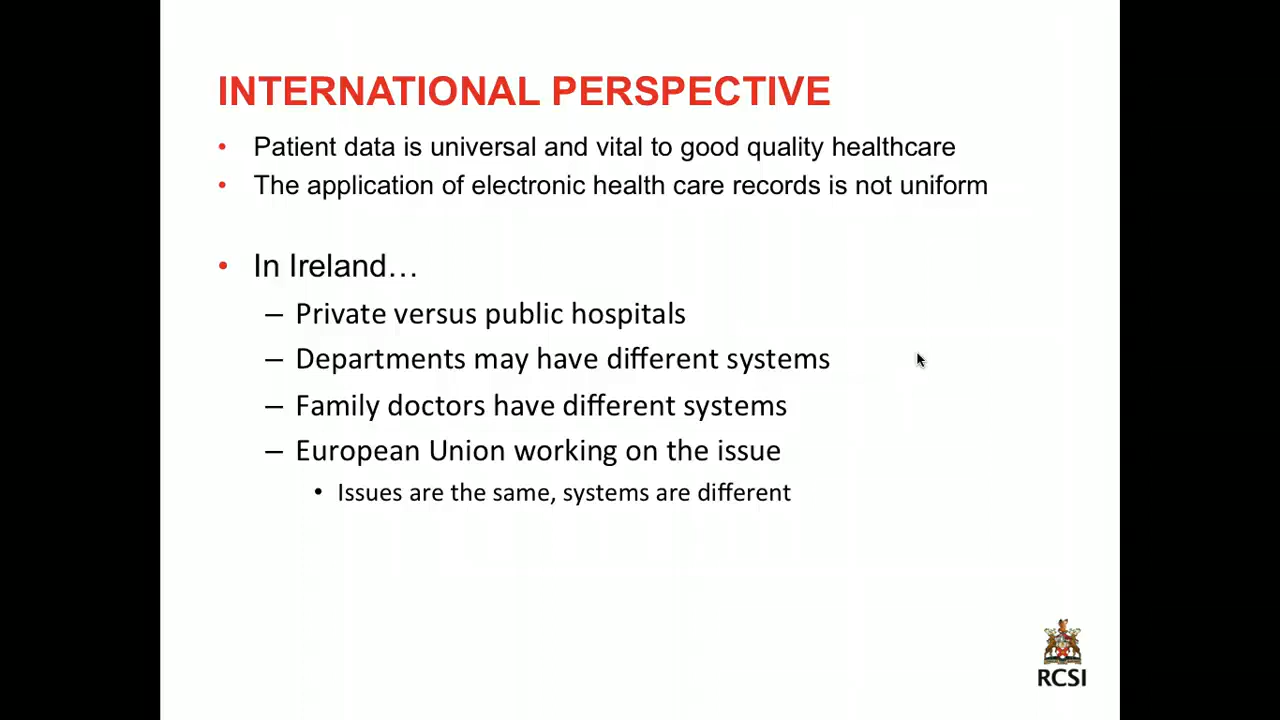 INTERNATIONAL PERSPECTIVE
• Patient data is universal and vital to good quality healthcare
• The application of electronic health care records is not uniform
• In Ireland…
– Private versus public hospitals
– Departments may have different systems
– Family doctors have different systems
– European Union working on the issue
• Issues are the same, systems are different
RCSI